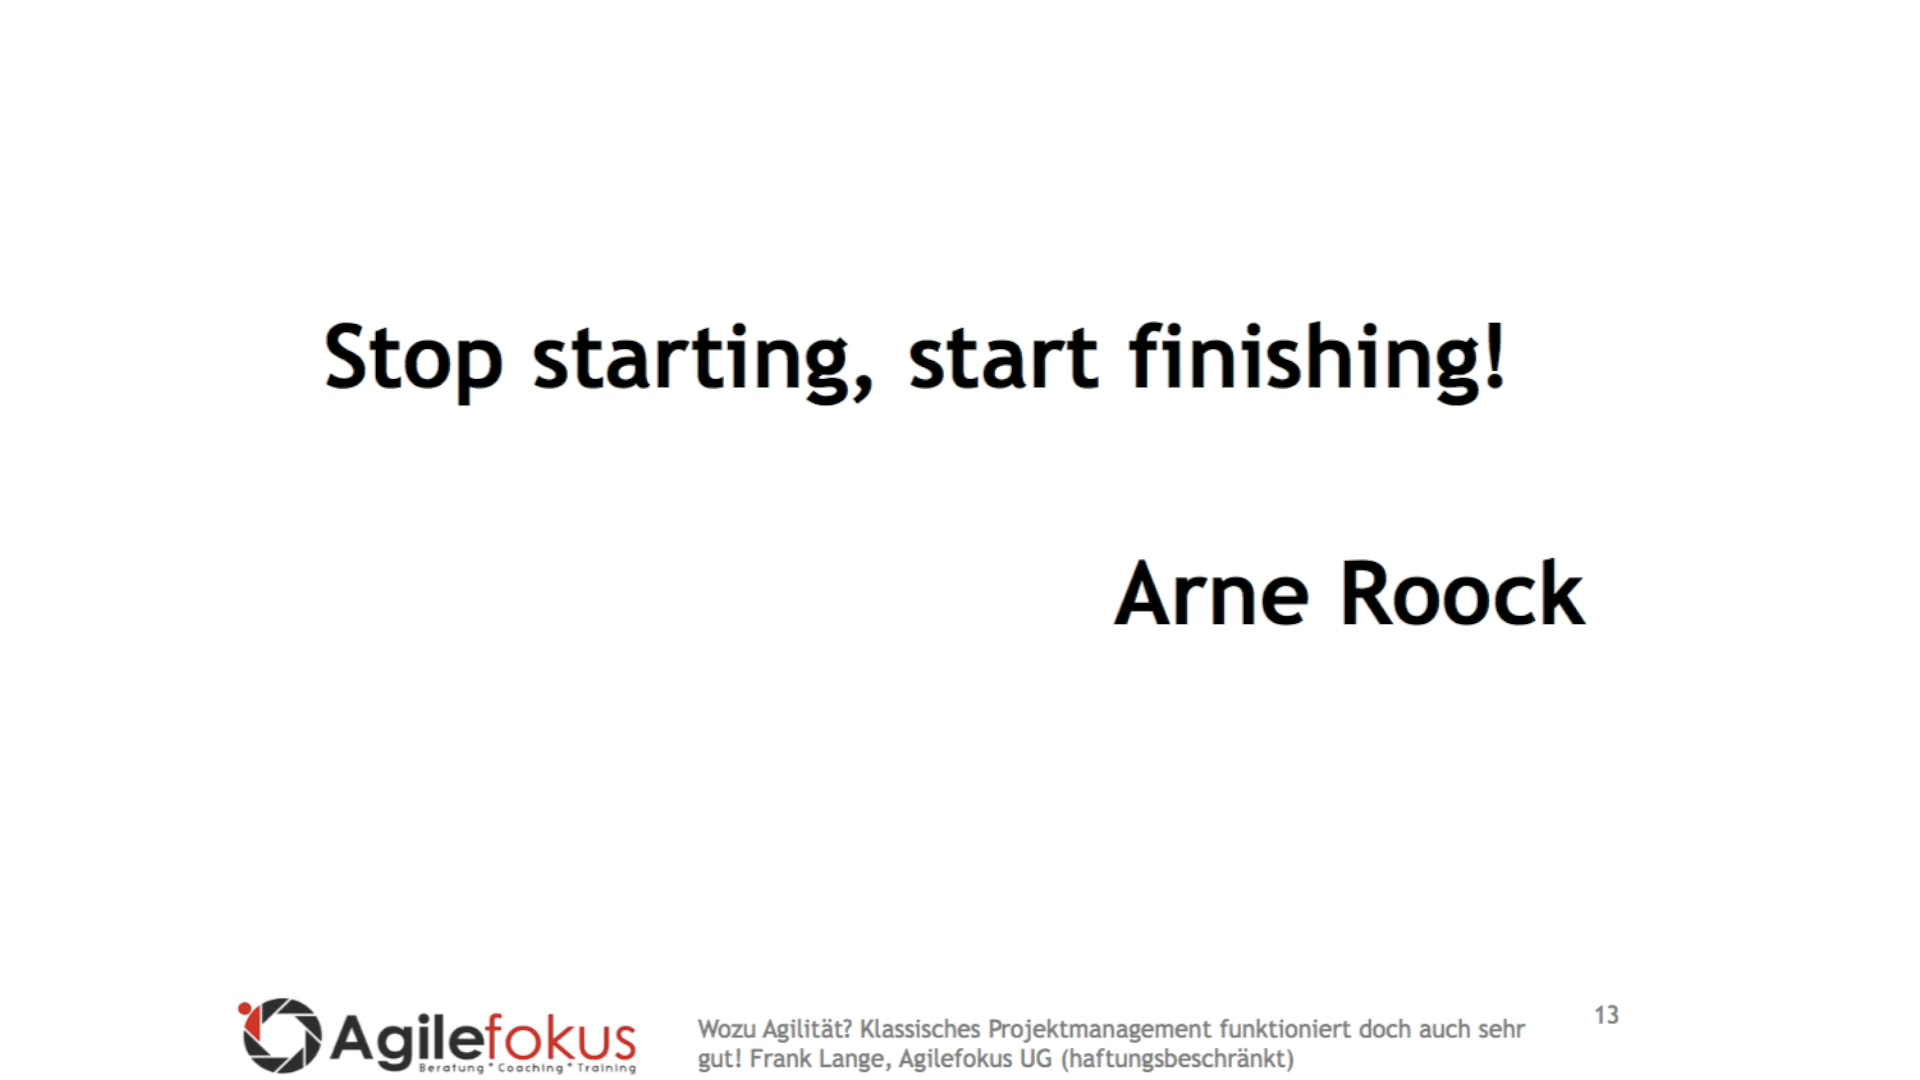 Stop starting, start finishing!
Arne Roock
Agilefokus
Beratung * Coaching * Training
Wozu Agilität? Klassisches Projektmanagement funktioniert doch auch sehr
gut! Frank Lange, Agilefokus UG (haftungsbeschränkt)
13